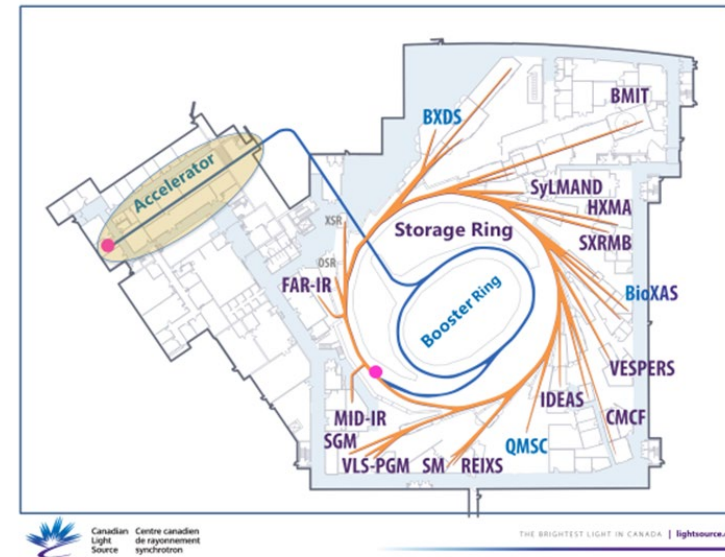 BMIT
BXDS
Accelerator
SyLMAND
HXMA
XSR
Storage Ring
SXRMB
OSR
FAR-IR
Booster Ring
BioXAS
VESPERS
IDEAS
CMCF
MID-IR
SGM
QMSC
VLS-PGM
SM
REIXS
Canadian Light Source
Centre canadien de rayonnement synchrotron
THE BRIGHTEST LIGHT IN CANADA | lightsource.